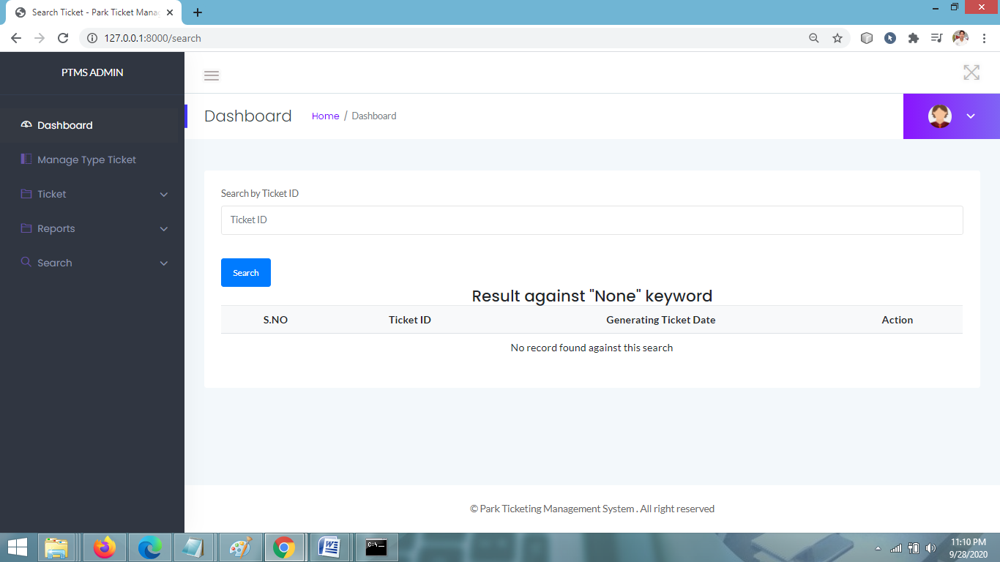 Search Ticket - Park Ticket Mana
127.0.0.1:8000/search
PTMS ADMIN
Dashboard
Manage Type Ticket
Ticket
Reports
Search
Dashboard
Home / Dashboard
Search by Ticket ID
Ticket ID
Search
Result against "None" keyword
S.NO Ticket ID Generating Ticket Date Action
No record found against this search
© Park Ticketing Management System . All right reserved
11:10 PM
9/28/2020